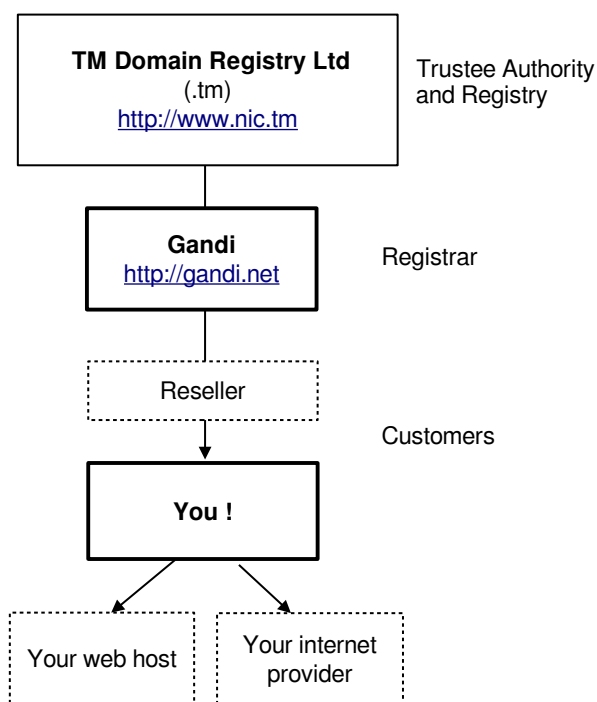 TM Domain Registry Ltd
(.tm)
http://www.nic.tm
Trustee Authority
and Registry
Gandi
http://gandi.net
Registrar
Reseller
Customers
You !
Your web host
Your internet
provider